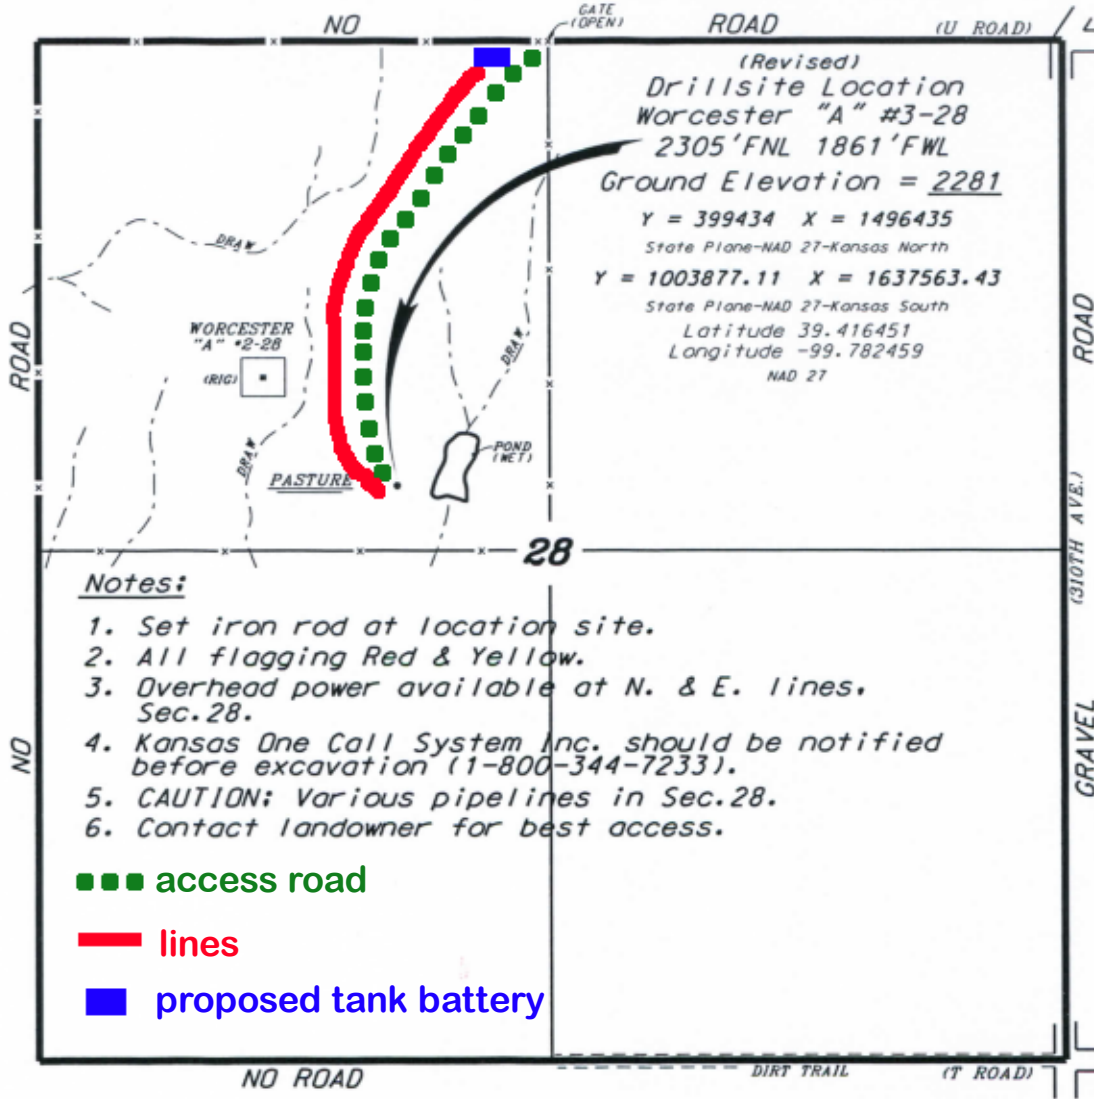 NO
GATE
(OPEN)
ROAD
(U ROAD)
(Revised)
Drillsite Location
Worcester "A" #3-28
2305'FNL 1861'FWL
Ground Elevation = 2281
Y = 399434 X = 1496435
State Plane-NAD 27-Kansas North
Y = 1003877.11 X = 1637563.43
State Plane-NAD 27-Kansas South
Latitude 39.416451
Longitude -99.782459
NAD 27
DRAW
WORCESTER
"A" #2-28
(RIG)
DRAW
DRAW
POND
(WET)
PASTURE
ROAD
ROAD
28
(310TH AVE.)
Notes:
1. Set iron rod at location site.
2. All flagging Red & Yellow.
3. Overhead power available at N. & E. lines,
Sec.28.
4. Kansas One Call System Inc. should be notified
before excavation (1-800-344-7233).
5. CAUTION: Various pipelines in Sec.28.
6. Contact landowner for best access.
NO
GRAVEL
access road
lines
proposed tank battery
NO ROAD
DIRT TRAIL
(T ROAD)